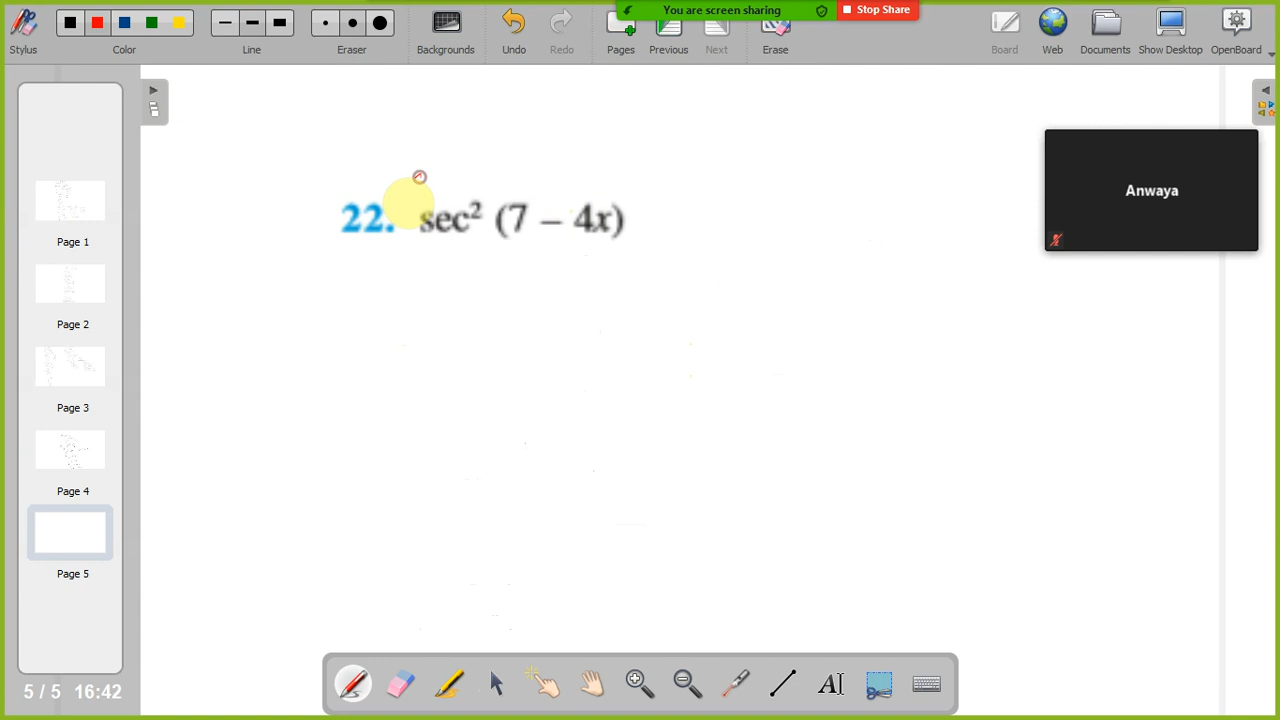 You are screen sharing Stop Share
Stylus Color Line Eraser Backgrounds Undo Redo Pages Previous Next Erase Board Web Documents Show Desktop OpenBoard
Anwaya
22. sec² (7 – 4x)
Page 1
Page 2
Page 3
Page 4
Page 5
5 / 5 16:42